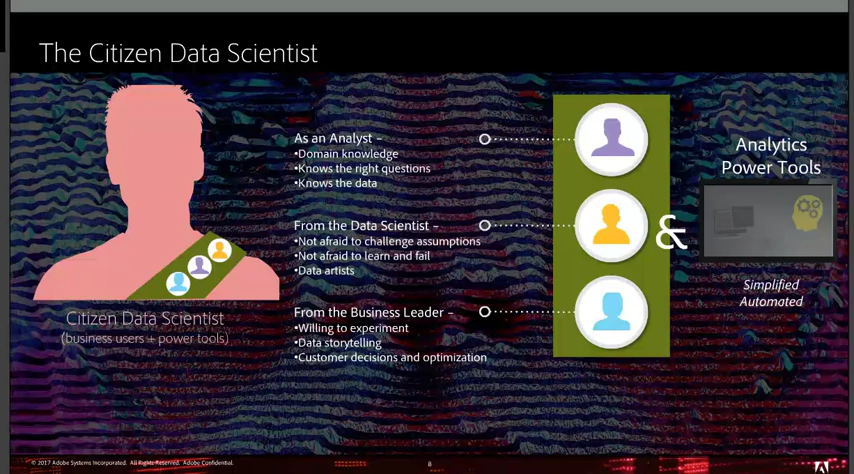 The Citizen Data Scientist
As an Analyst –
•Domain knowledge
•Knows the right questions
•Knows the data
From the Data Scientist –
•Not afraid to challenge assumptions
•Not afraid to learn and fail
•Data artists
From the Business Leader –
•Willing to experiment
•Data storytelling
•Customer decisions and optimization
Citizen Data Scientist
(business users + power tools)
&
Analytics
Power Tools
Simplified
Automated
© 2017 Adobe Systems Incorporated. All Rights Reserved. Adobe Confidential.
8